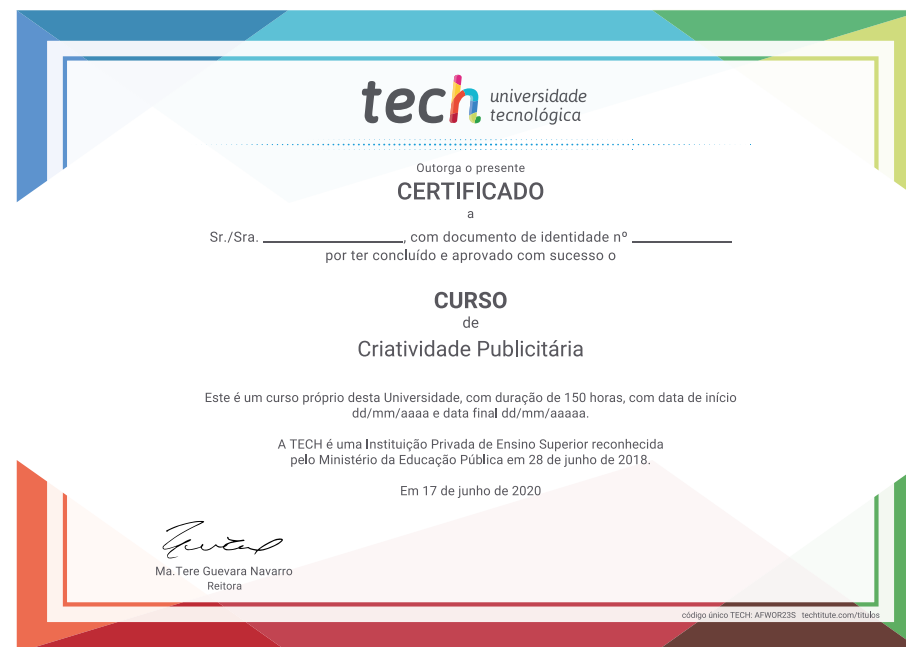 tech universidade
tecnológica
Outorga o presente
CERTIFICADO
a
Sr./Sra. ____________, com documento de identidade nº ____________
por ter concluído e aprovado com sucesso o
CURSO
de
Criatividade Publicitária
Este é um curso próprio desta Universidade, com duração de 150 horas, com data de início
dd/mm/aaaa e data final dd/mm/aaaaa.
A TECH é uma Instituição Privada de Ensino Superior reconhecida
pelo Ministério da Educação Pública em 28 de junho de 2018.
Em 17 de junho de 2020
Ma.Tere Guevara Navarro
Reitora
código único TECH: AFWOR23S techtitute.com/titulos